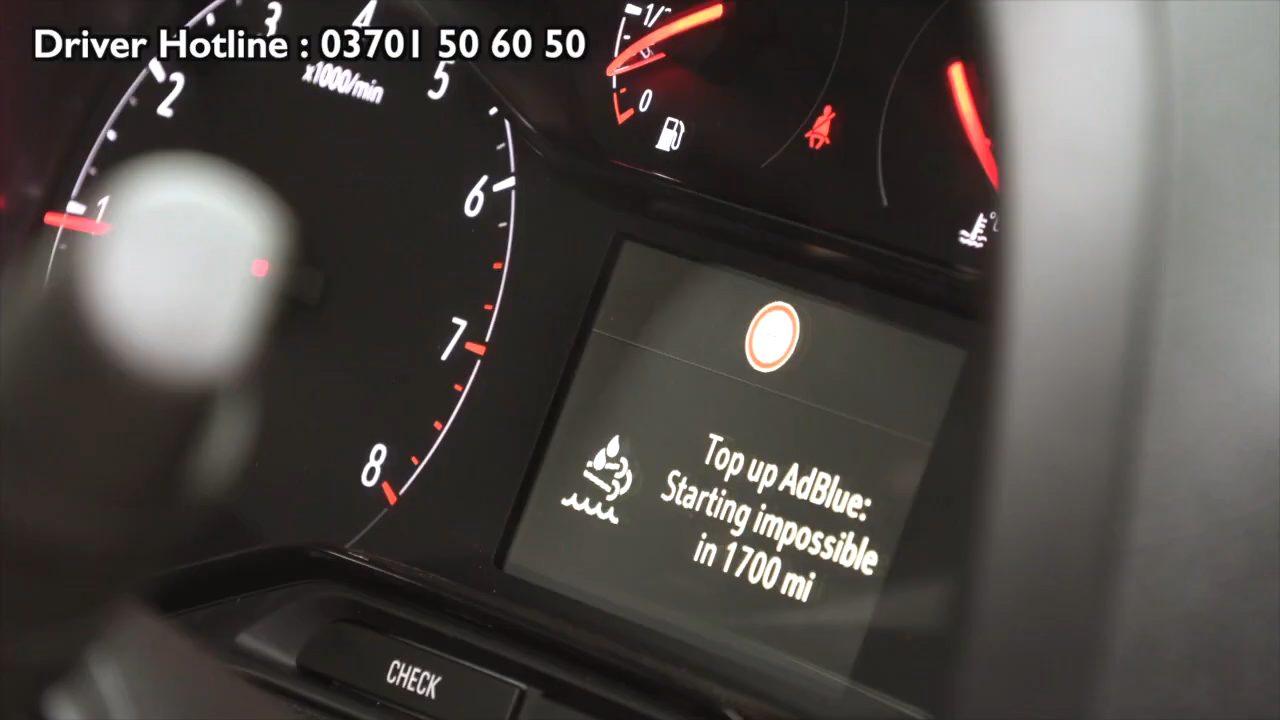 Driver Hotline : 03701 50 60 50
3
4
x1000/min
5
2
1/
0
1
6
7
8
Top up AdBlue:
Starting impossible
in 1700 mi
CHECK